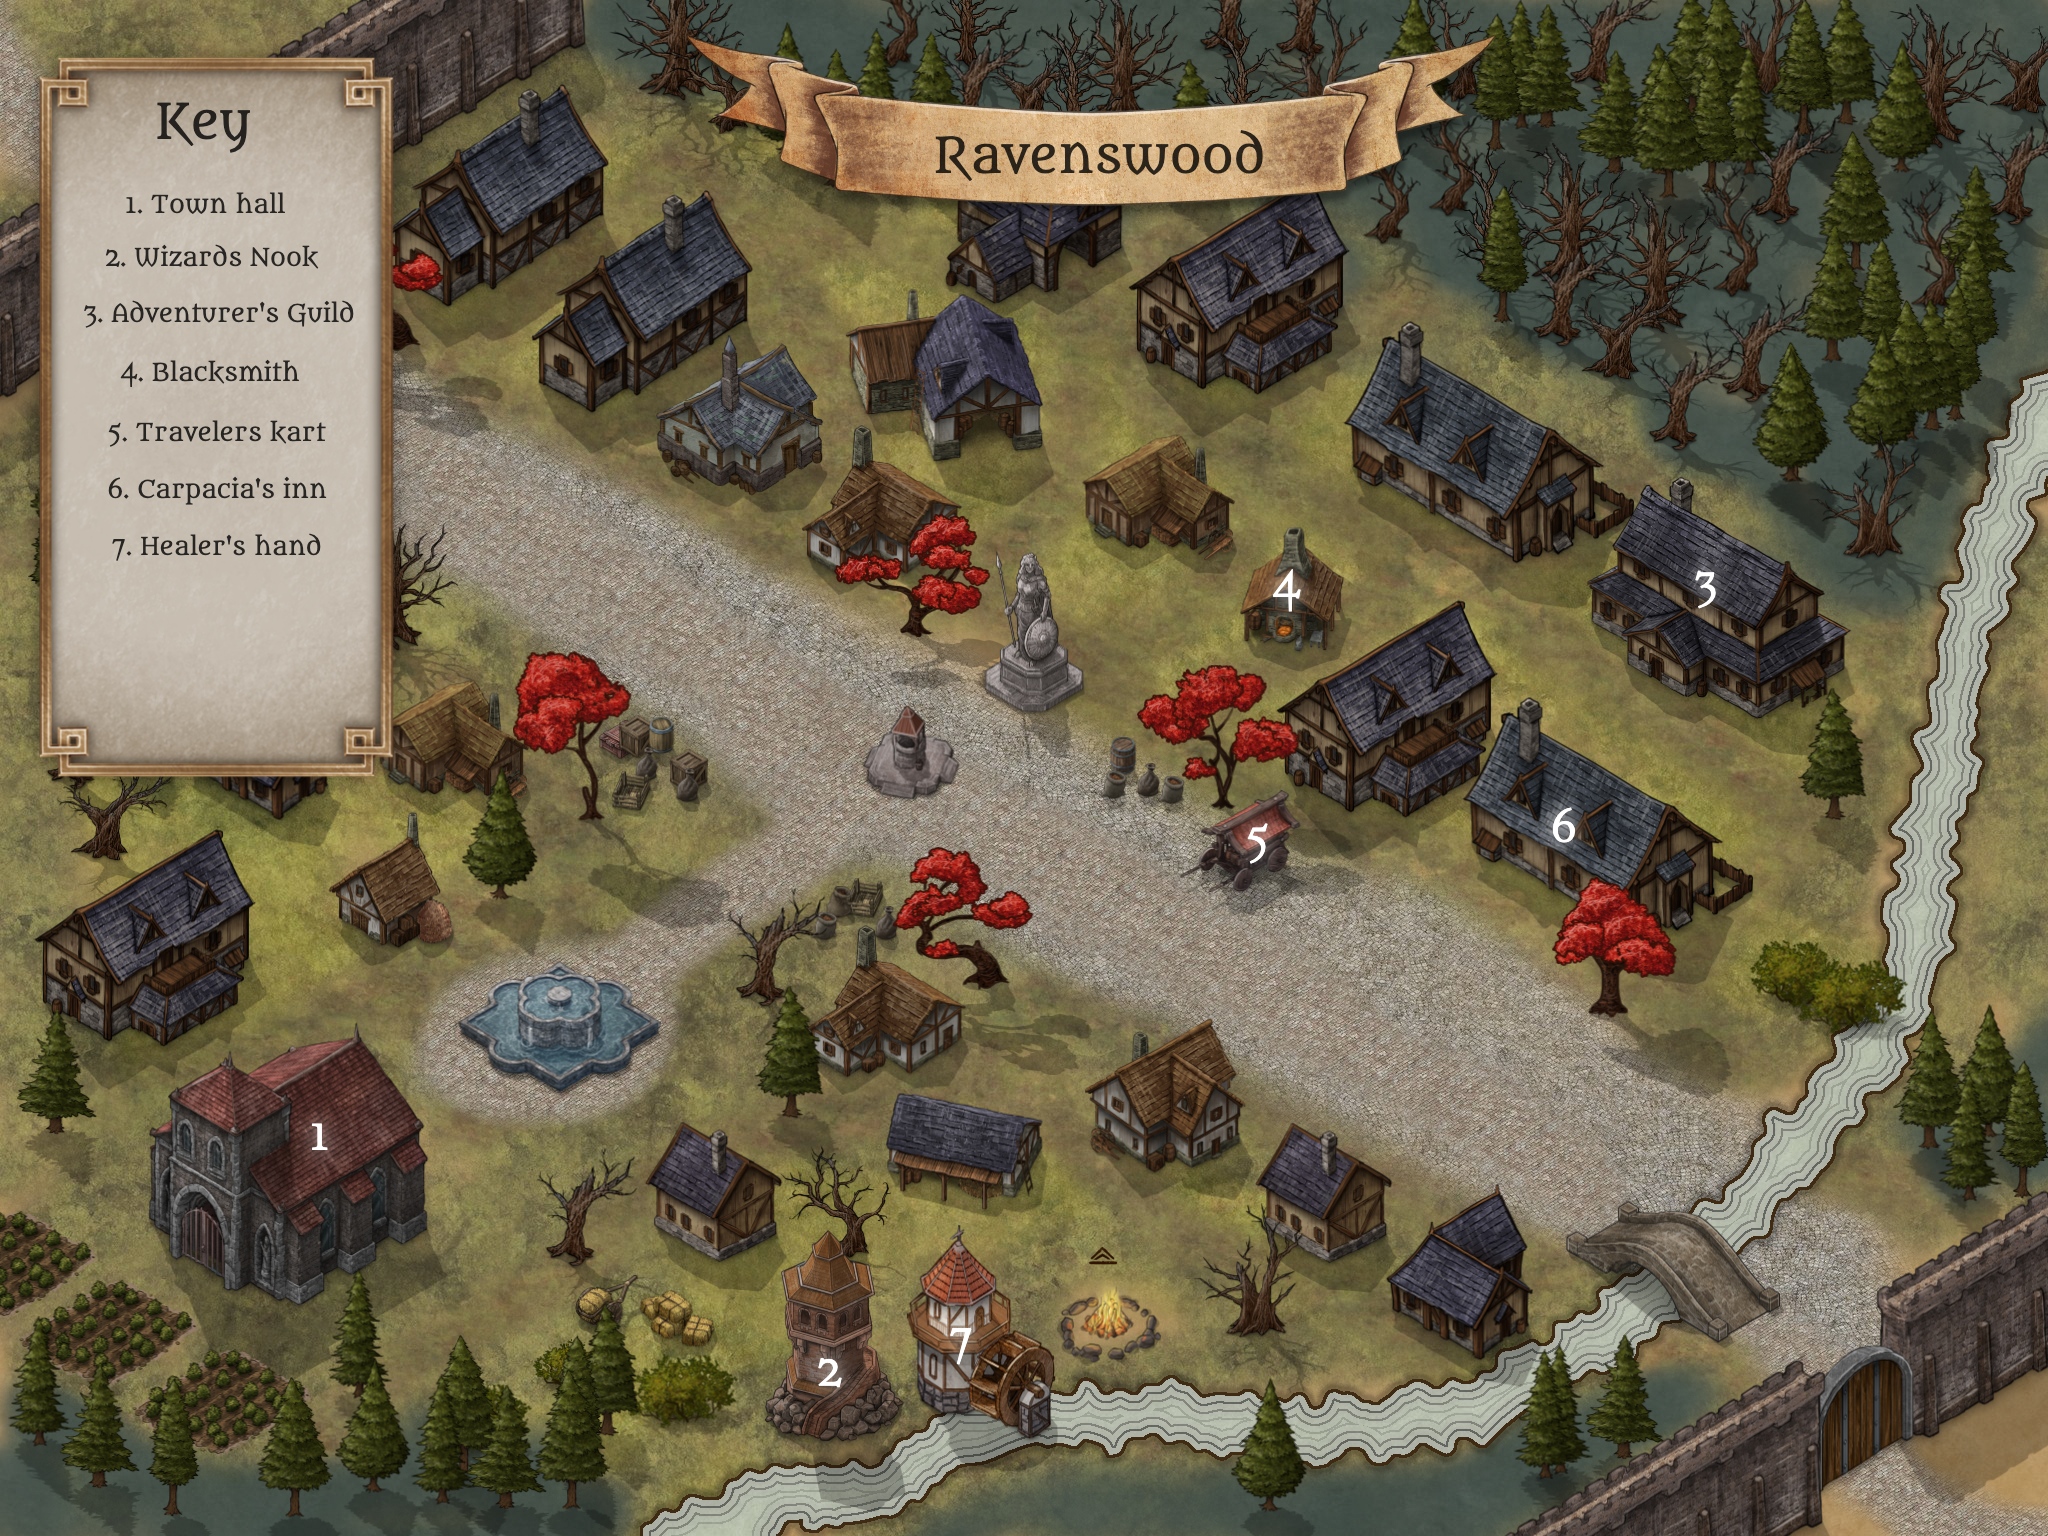 Ravenswood
Key
1. Town hall
2. Wizards Nook
3. Adventurer's Guild
4. Blacksmith
5. Travelers kart
6. Carpacia's inn
7. Healer's hand
4
3
5
6
1
7
2